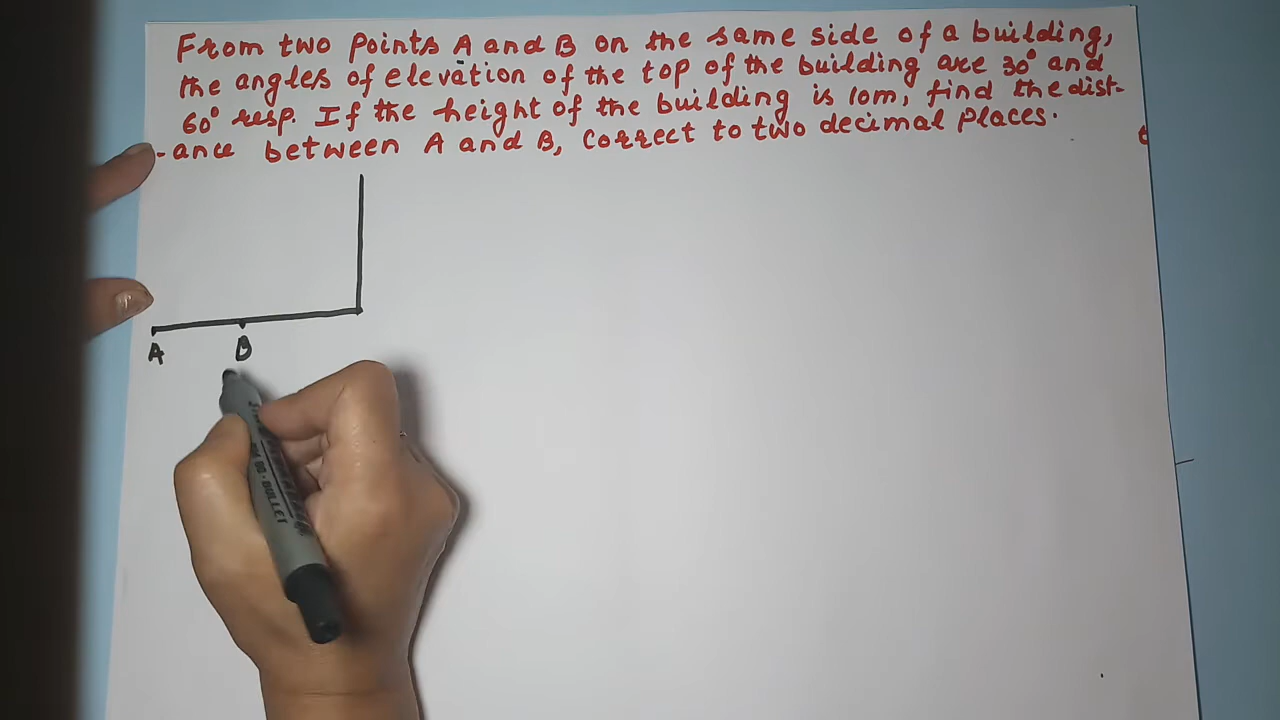 From two points A and B on the same side of a building,
the angles of elevation of the top of the building are 30° and
60° resp. If the height of the building is 10m, find the dist-
-ance between A and B, correct to two decimal places.
A B
BULLET